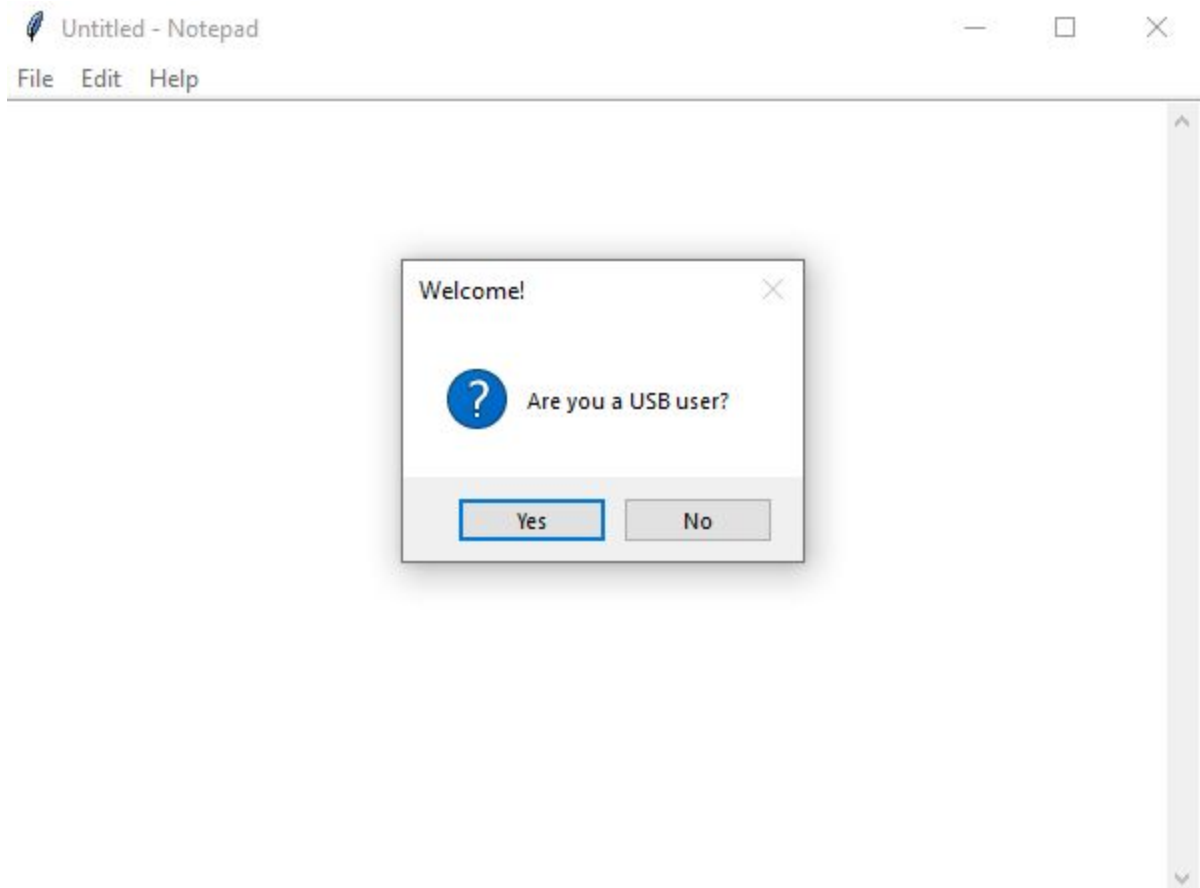 Untitled - Notepad
File Edit Help
Welcome!
Are you a USB user?
Yes No